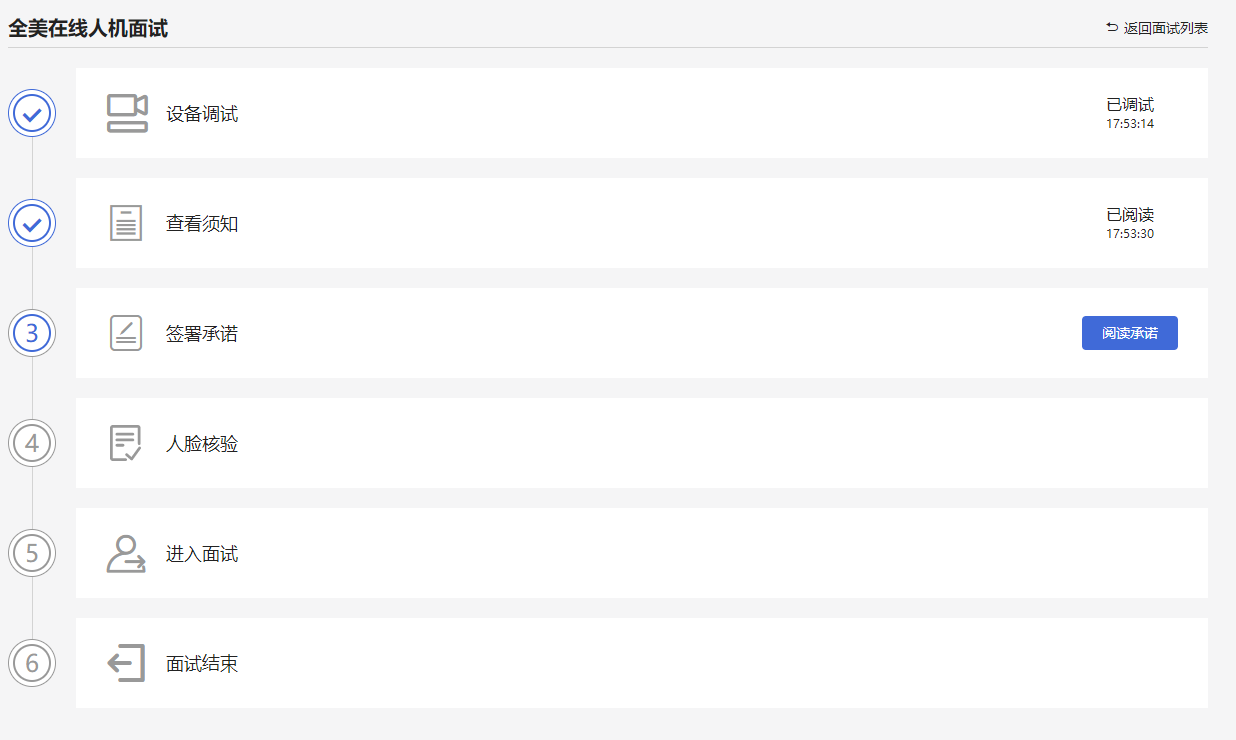 全美在线人机面试
返回面试列表
设备调试
已调试
17:53:14
查看须知
已阅读
17:53:30
3
签署承诺
阅读承诺
4
人脸核验
5
进入面试
6
面试结束